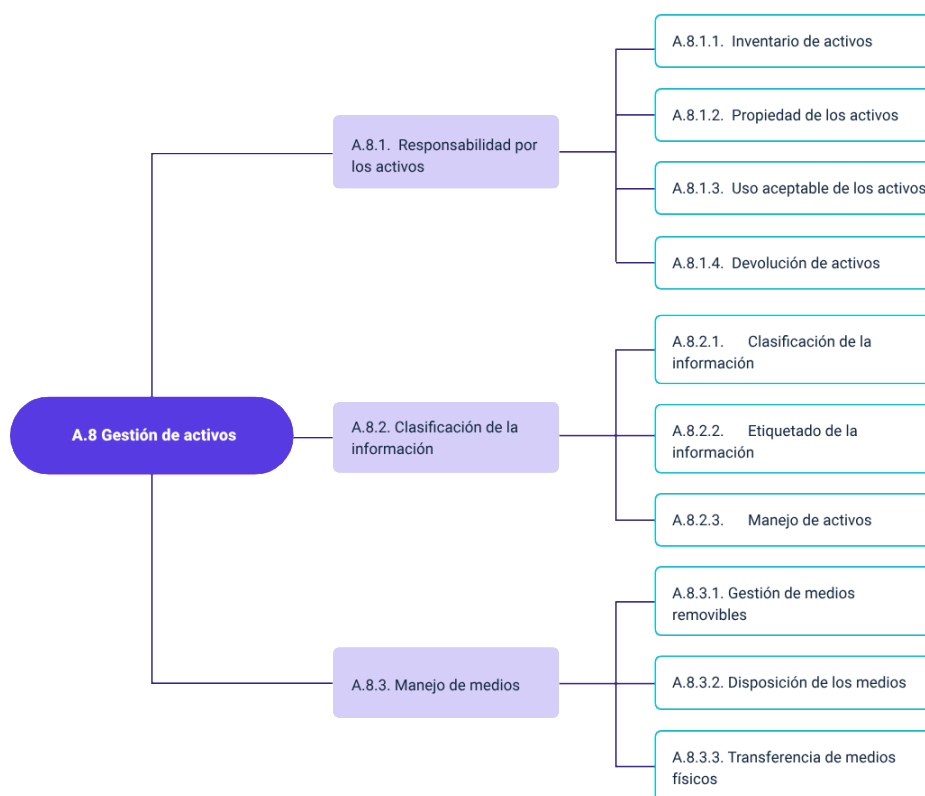 A.8 Gestión de activos
A.8.1. Responsabilidad por
los activos
A.8.1.1. Inventario de activos
A.8.1.2. Propiedad de los activos
A.8.1.3. Uso aceptable de los activos
A.8.1.4. Devolución de activos
A.8.2. Clasificación de la
información
A.8.2.1. Clasificación de la
información
A.8.2.2. Etiquetado de la
información
A.8.2.3. Manejo de activos
A.8.3. Manejo de medios
A.8.3.1. Gestión de medios
removibles
A.8.3.2. Disposición de los medios
A.8.3.3. Transferencia de medios
físicos